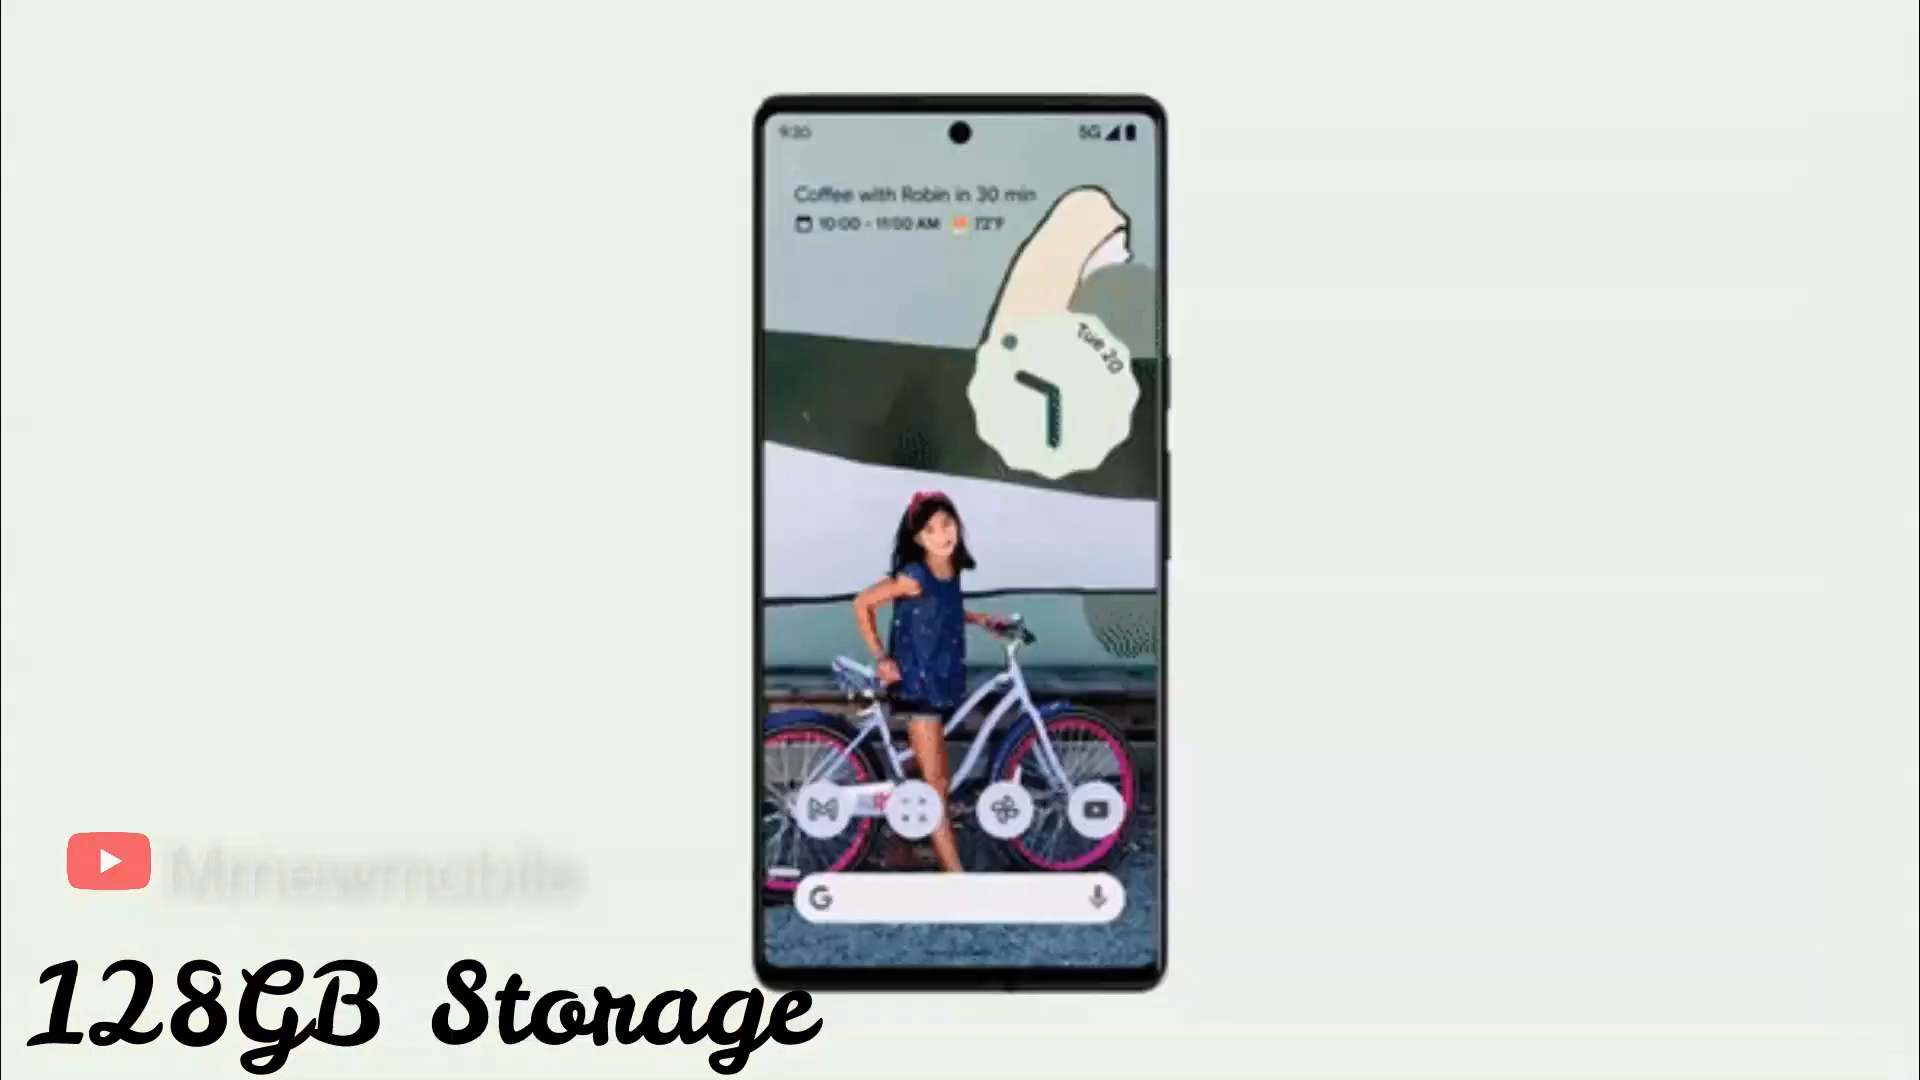 9:30
5G
Coffee with Robin in 30 min
10:00 - 11:00 AM 72°F
Tue 20
G
Mrnewmobile
128GB Storage